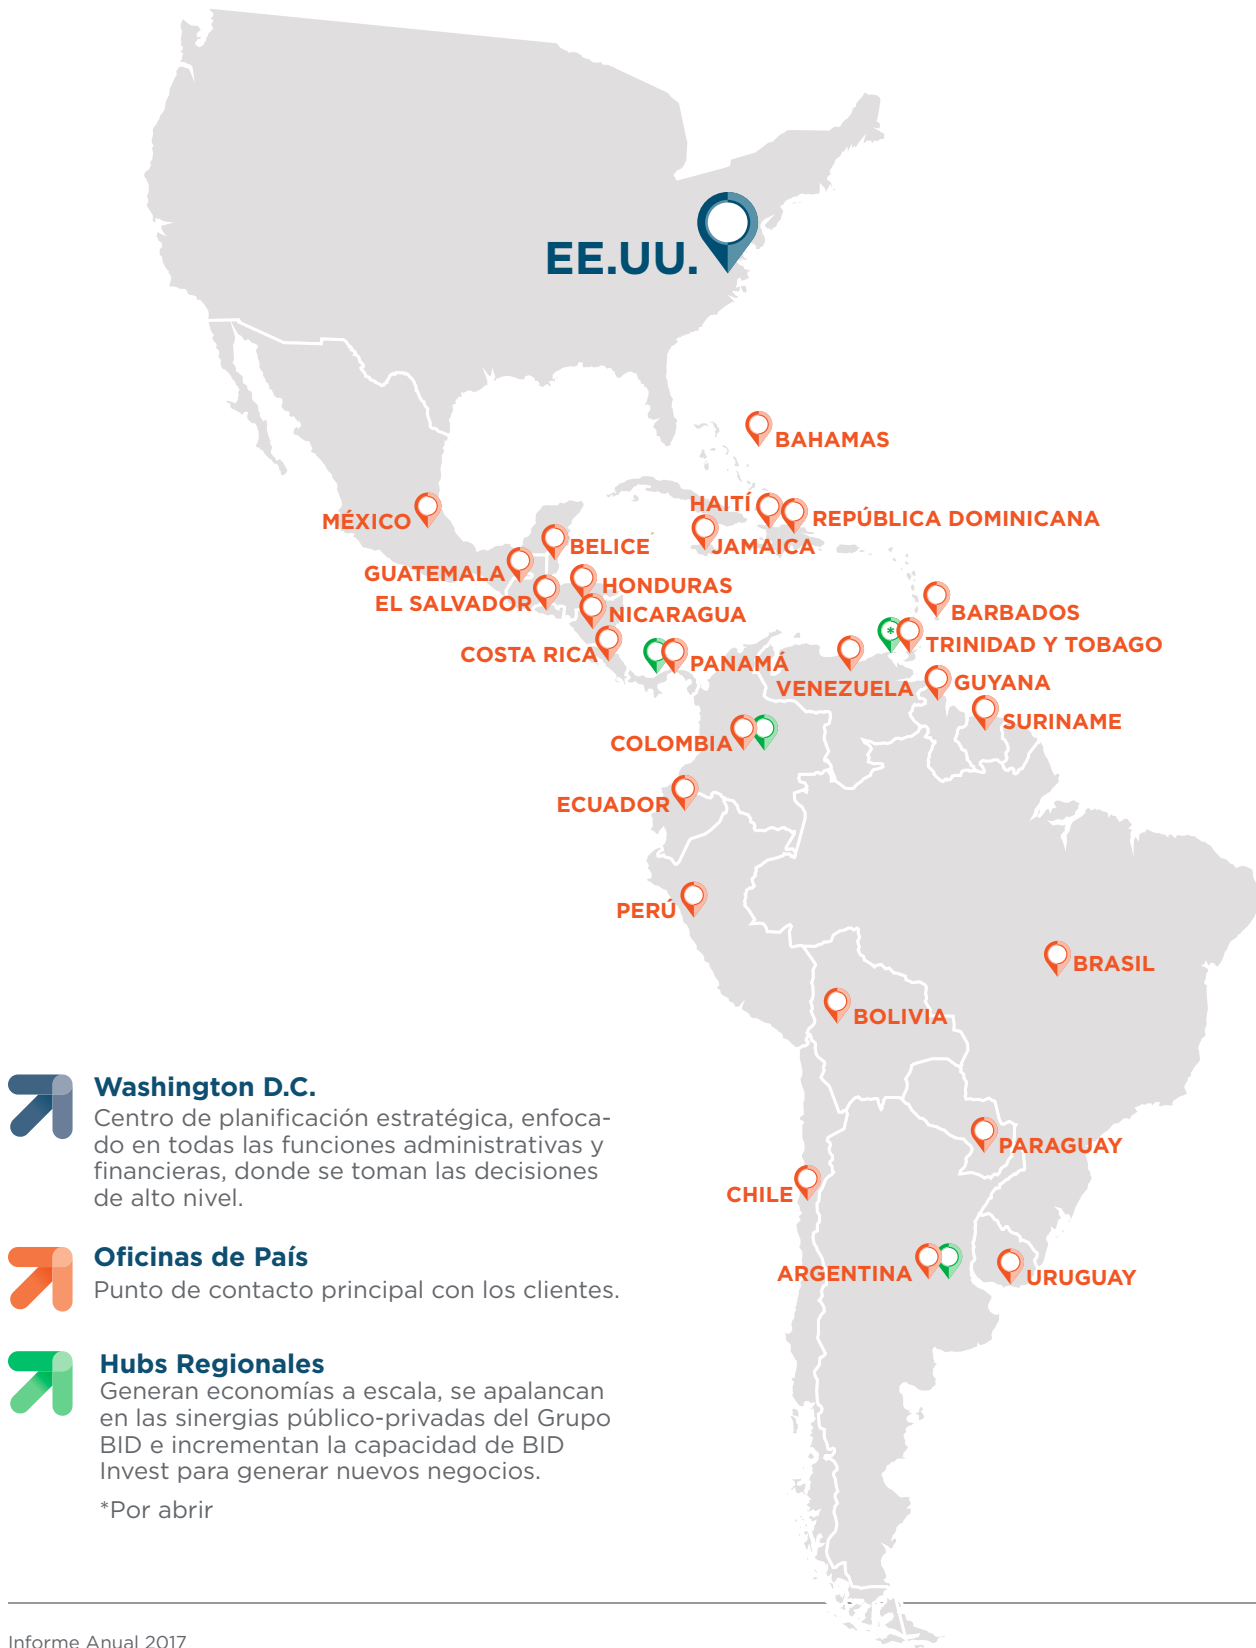 EE.UU.
BAHAMAS
HAITÍ
REPÚBLICA DOMINICANA
MÉXICO
JAMAICA
BELICE
GUATEMALA
HONDURAS
EL SALVADOR
NICARAGUA
BARBADOS
*
TRINIDAD Y TOBAGO
COSTA RICA
PANAMÁ
VENEZUELA
GUYANA
SURINAME
COLOMBIA
ECUADOR
PERÚ
BRASIL
BOLIVIA
PARAGUAY
CHILE
ARGENTINA
URUGUAY
Washington D.C.
Centro de planificación estratégica, enfoca-
do en todas las funciones administrativas y
financieras, donde se toman las decisiones
de alto nivel.
Oficinas de País
Punto de contacto principal con los clientes.
Hubs Regionales
Generan economías a escala, se apalancan
en las sinergias público-privadas del Grupo
BID e incrementan la capacidad de BID
Invest para generar nuevos negocios.
*Por abrir
Informe Anual 2017